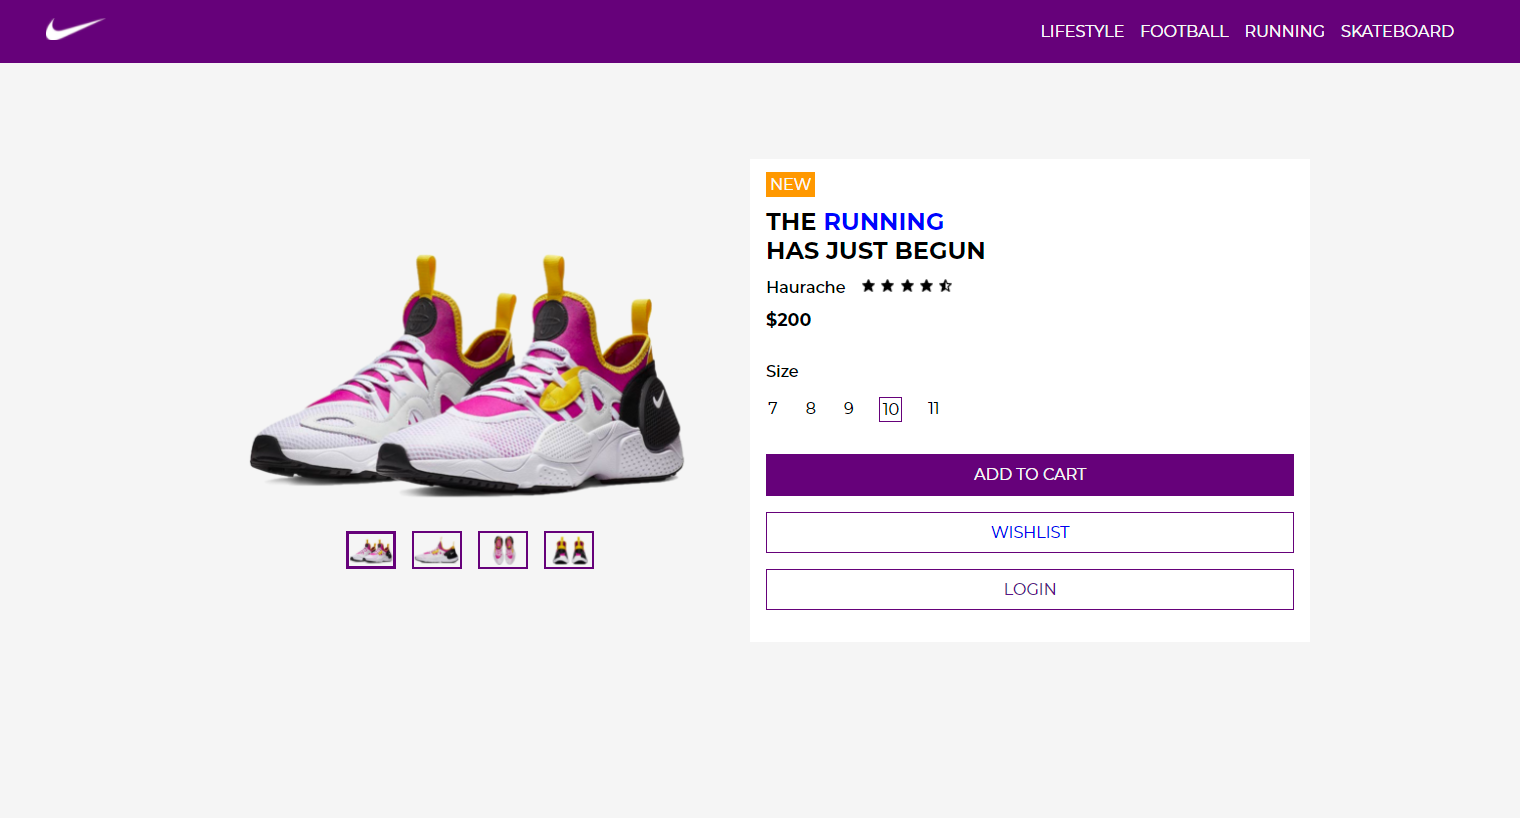 LIFESTYLE FOOTBALL RUNNING SKATEBOARD
NEW
THE RUNNING
HAS JUST BEGUN
Haurache
$200
Size
7 8 9 10 11
ADD TO CART
WISHLIST
LOGIN